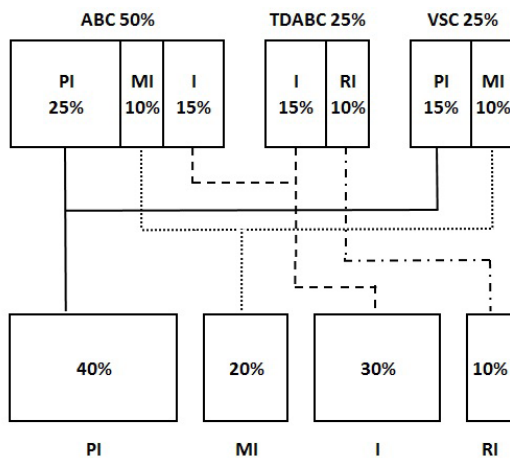 ABC 50% TDABC 25% VSC 25%
PI MI I I RI PI MI
25% 10% 15% 15% 10% 15% 10%
40% 20% 30% 10%
PI MI I RI